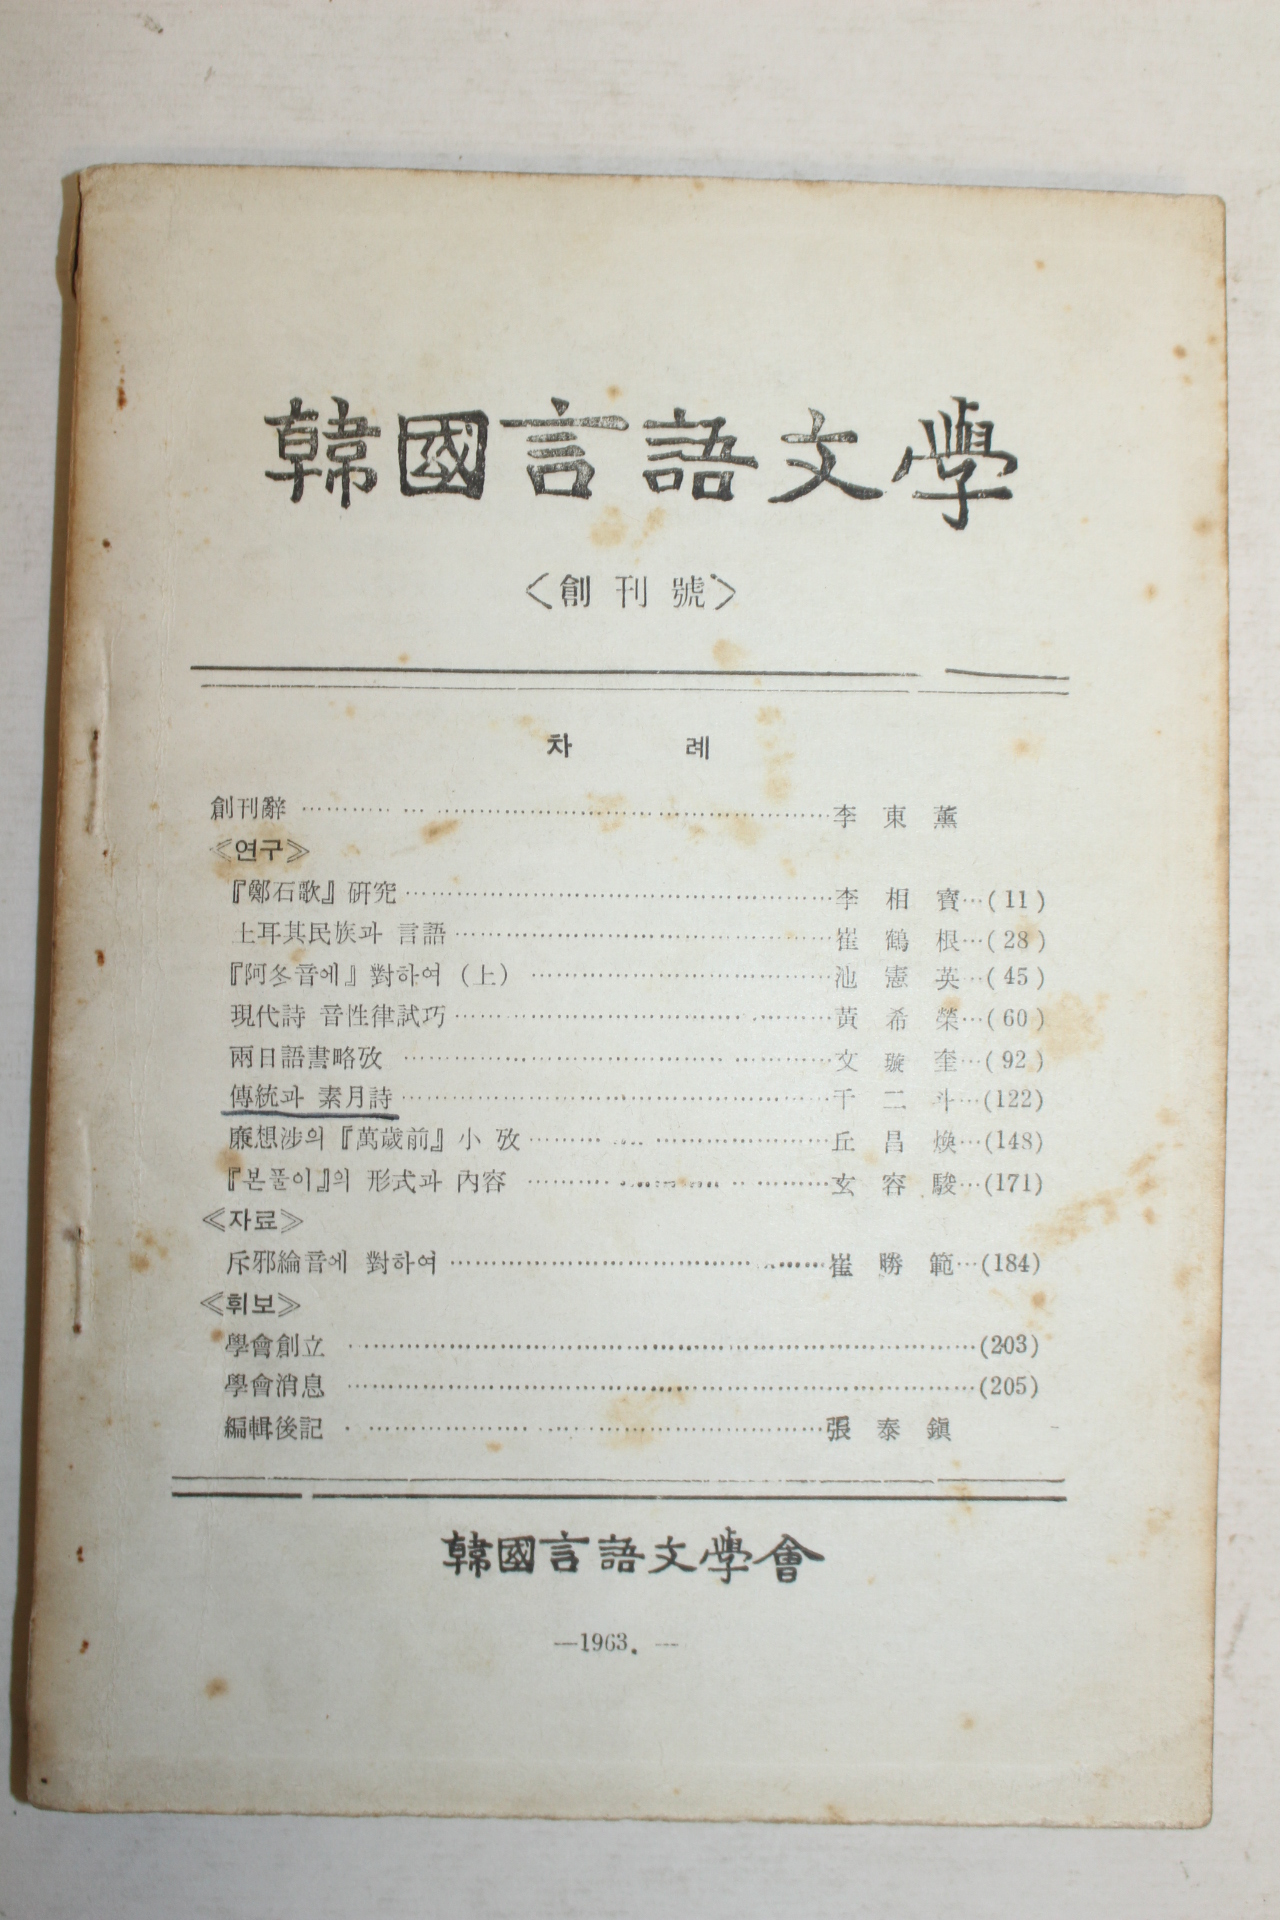 韓國言語文學
〈創刊號〉
차 례
創刊辭 李東薰
≪연구≫
『鄭石歌』硏究 李相寶 (11)
土耳其民族과 言語 崔鶴根 (28)
『阿冬音에』對하여 (上) 池憲英 (45)
現代詩 音性律試巧 黃希榮 (60)
兩日語書略攷 文璇奎 (92)
傳統과 素月詩 千二斗 (122)
廉想涉의『萬歲前』小攷 丘昌煥 (148)
『본풀이』의 形式과 內容 玄容駿 (171)
≪자료≫
斥邪綸音에 對하여 崔勝範 (184)
≪휘보≫
學會創立 (203)
學會消息 (205)
編輯後記 張泰鎭
韓國言語文學會
—1963. —